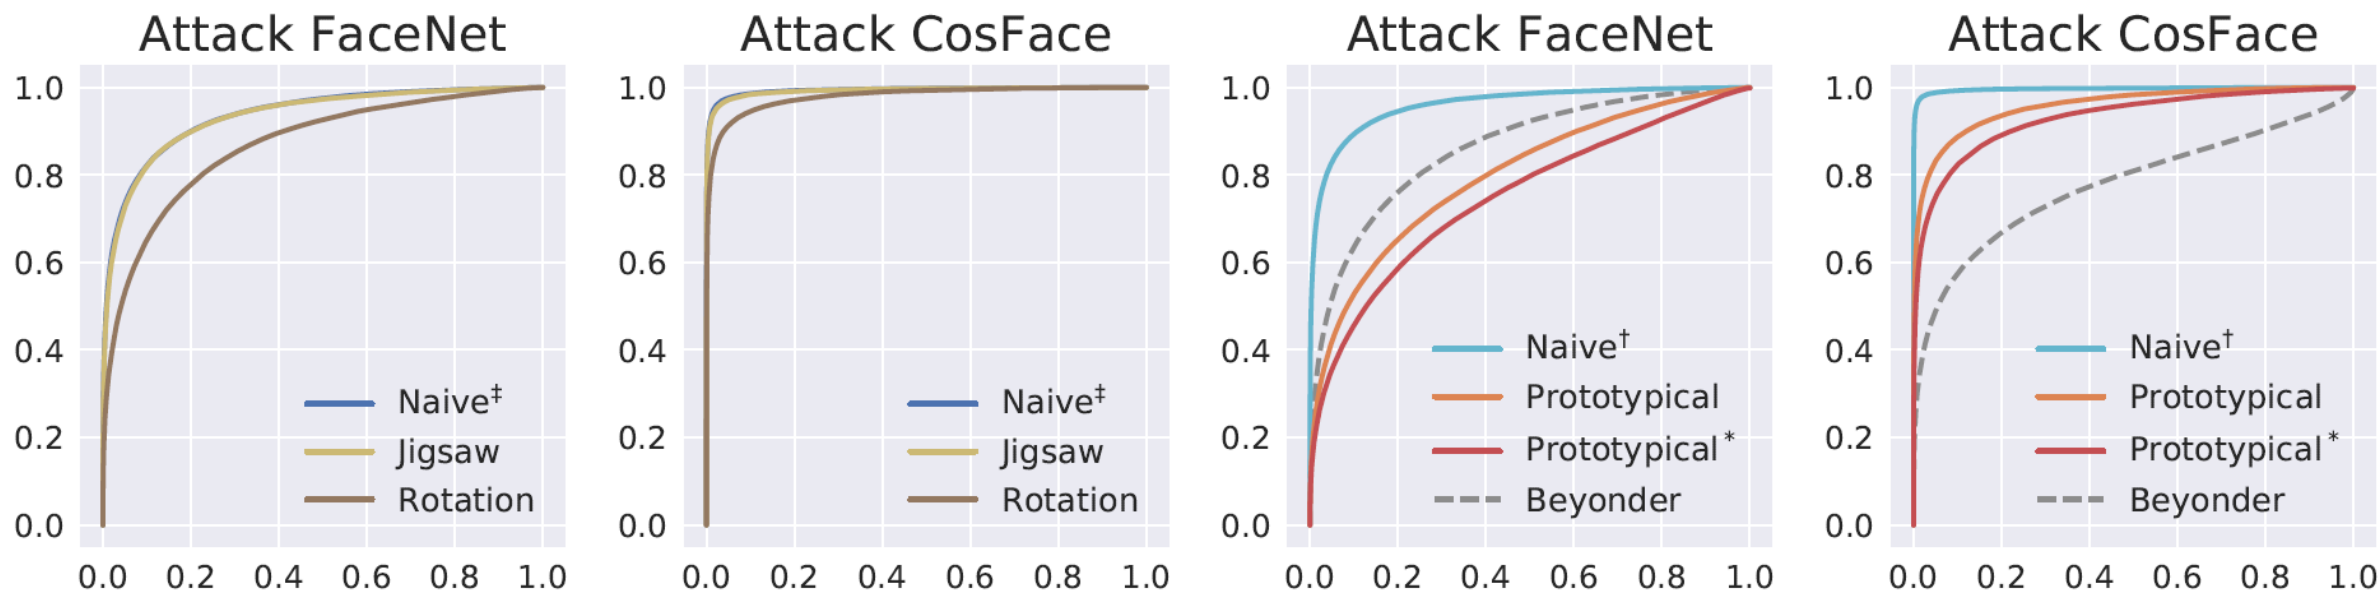 Attack FaceNet
1.0
0.8
0.6
0.4
0.2
0.0
Naive‡
Jigsaw
Rotation
0.0 0.2 0.4 0.6 0.8 1.0
Attack CosFace
1.0
0.8
0.6
0.4
0.2
0.0
Naive‡
Jigsaw
Rotation
0.0 0.2 0.4 0.6 0.8 1.0
Attack FaceNet
1.0
0.8
0.6
0.4
0.2
0.0
Naive†
Prototypical
Prototypical*
Beyonder
0.0 0.2 0.4 0.6 0.8 1.0
Attack CosFace
1.0
0.8
0.6
0.4
0.2
0.0
Naive†
Prototypical
Prototypical*
Beyonder
0.0 0.2 0.4 0.6 0.8 1.0